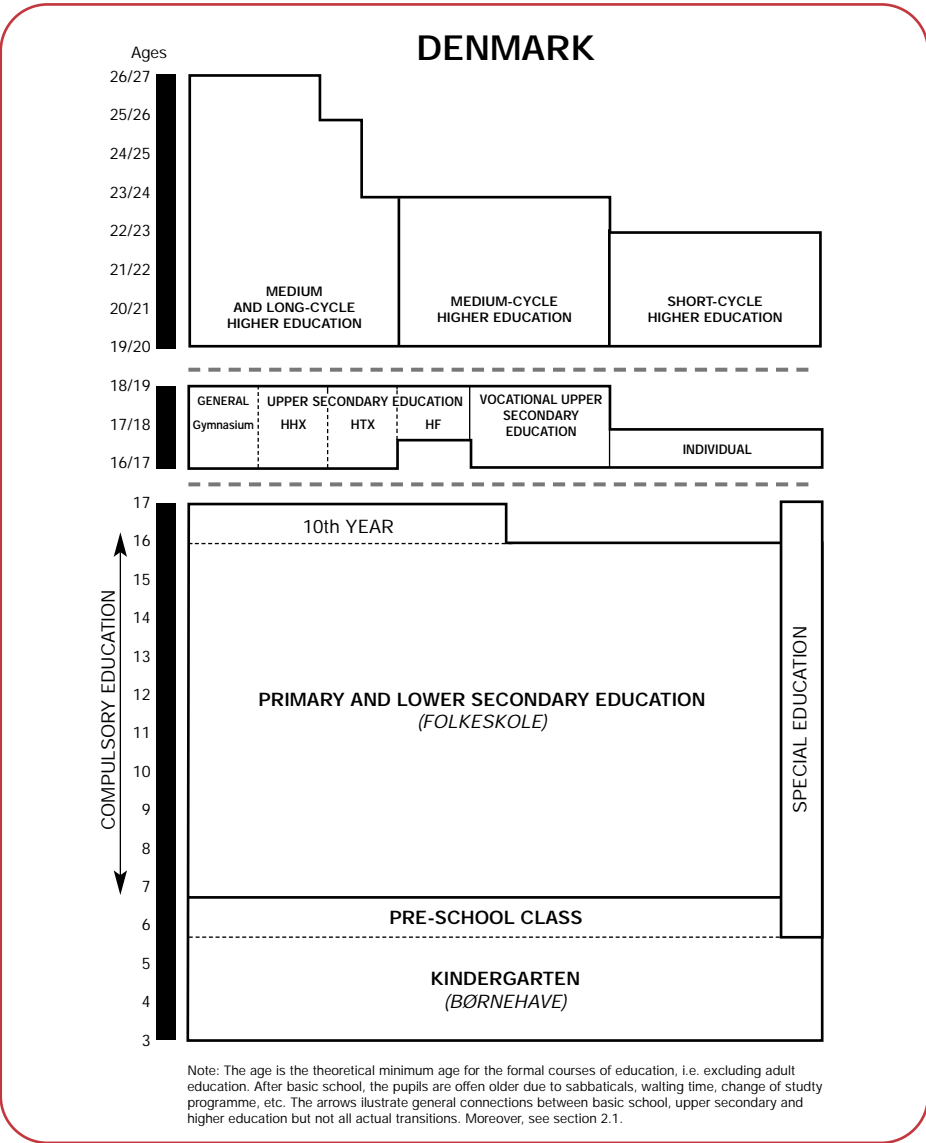 DENMARK
Ages
26/27
25/26
24/25
23/24
22/23
21/22
20/21
19/20
MEDIUM
AND LONG-CYCLE
HIGHER EDUCATION
MEDIUM-CYCLE
HIGHER EDUCATION
SHORT-CYCLE
HIGHER EDUCATION
18/19
17/18
16/17
GENERAL UPPER SECONDARY EDUCATION
Gymnasium HHX HTX HF
VOCATIONAL UPPER
SECONDARY
EDUCATION
INDIVIDUAL
17
16
15
14
13
12
11
10
9
8
7
6
5
4
3
COMPULSORY EDUCATION
10th YEAR
PRIMARY AND LOWER SECONDARY EDUCATION
(FOLKESKOLE)
SPECIAL EDUCATION
PRE-SCHOOL CLASS
KINDERGARTEN
(BØRNEHAVE)
Note: The age is the theoretical minimum age for the formal courses of education, i.e. excluding adult
education. After basic school, the pupils are offen older due to sabbaticals, walting time, change of studty
programme, etc. The arrows ilustrate general connections between basic school, upper secondary and
higher education but not all actual transitions. Moreover, see section 2.1.